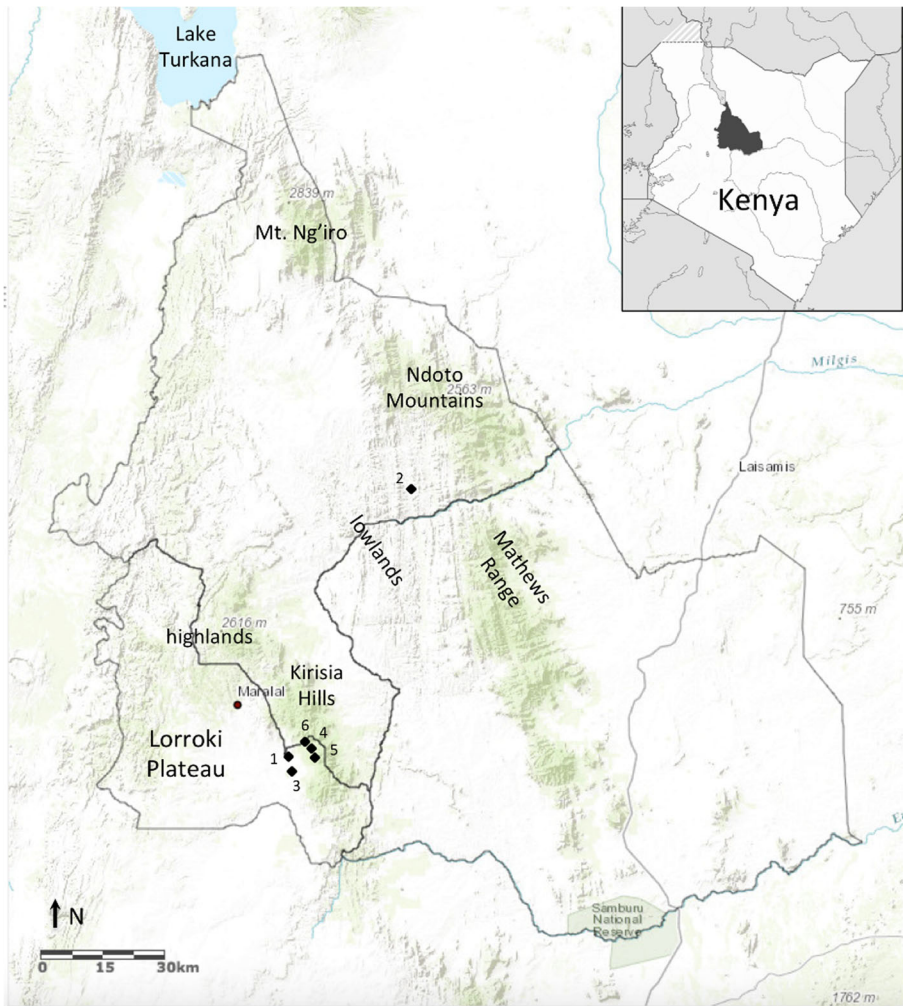 Lake
Turkana
2839 m
Mt. Ng'iro
Kenya
Milgis
Ndoto
2563 m
Mountains
Laisamis
2
lowlands
Mathews
Range
755 m
2616 m
highlands
Kirisia
Hills
Maralal
Lorroki
Plateau
6
4
5
1
3
N
0 15 30km
Samburu
National
Reserve
1762 m